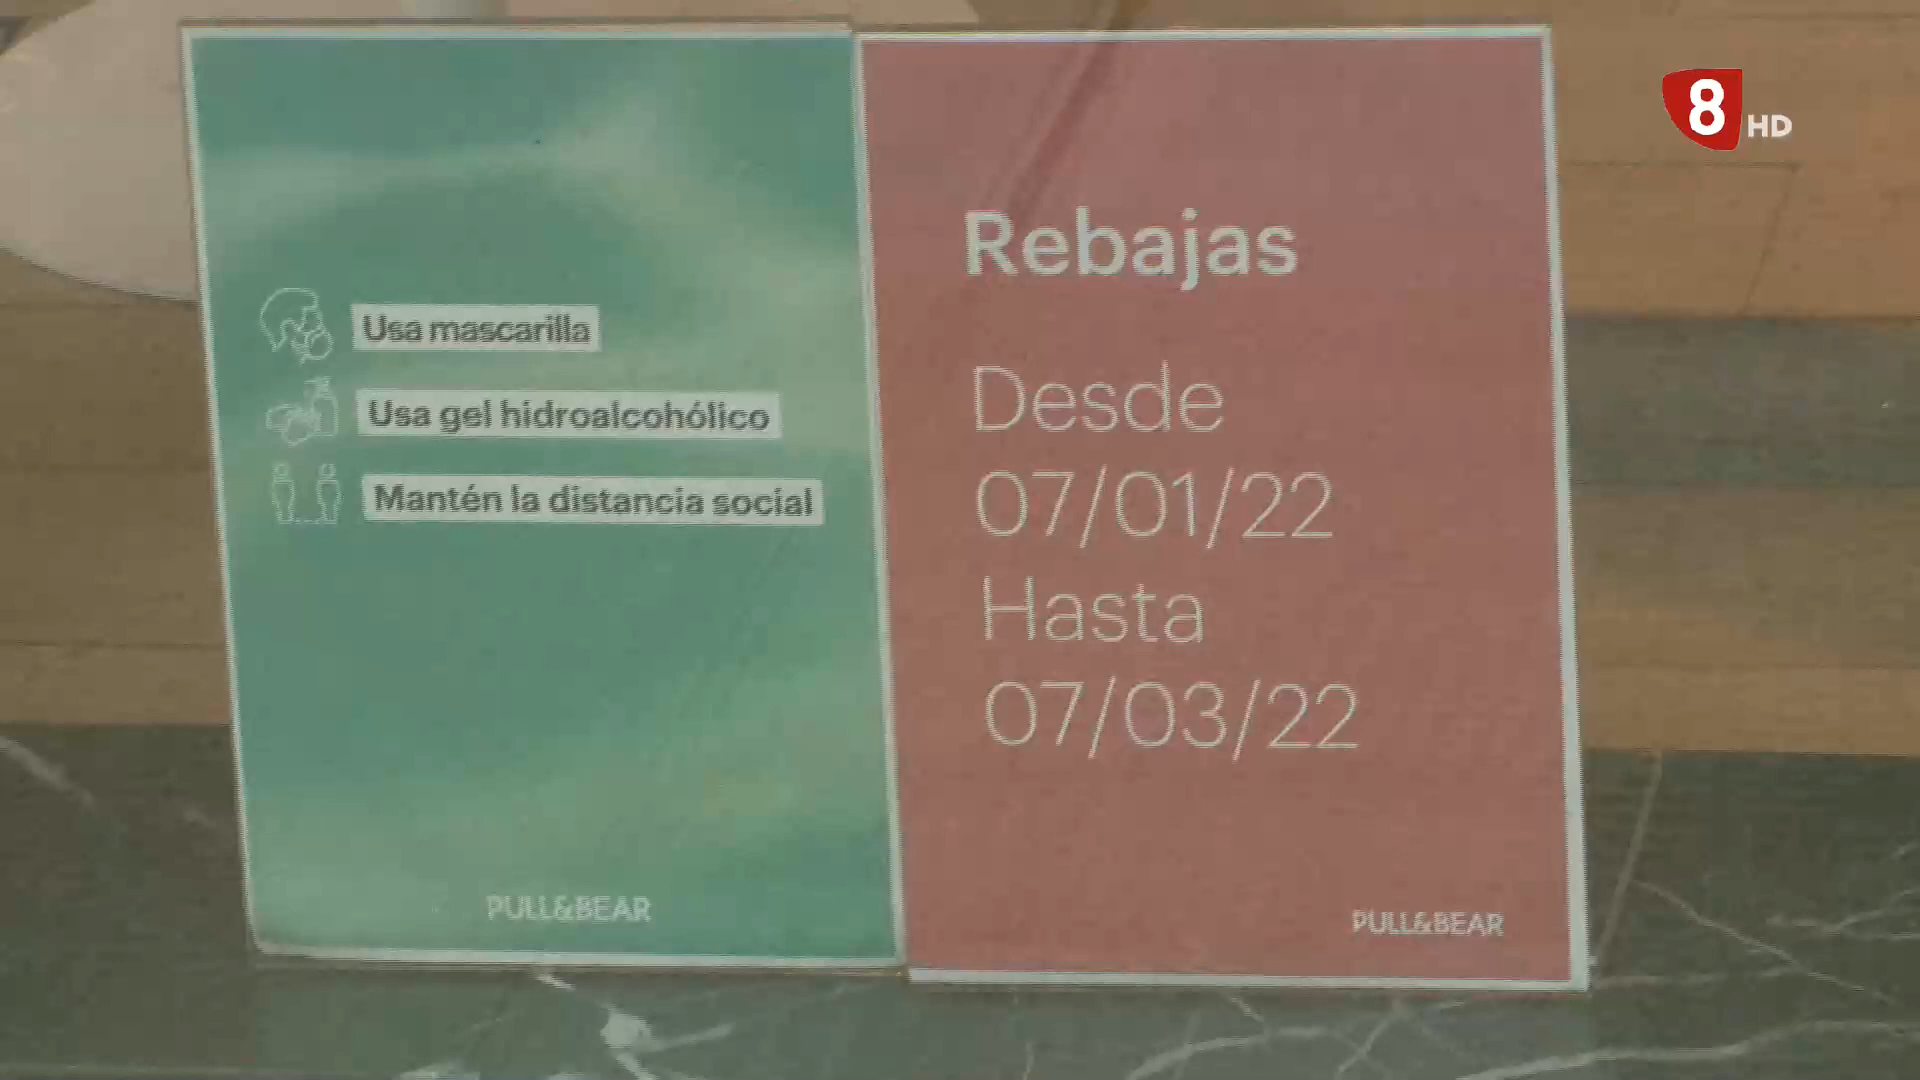 Usa mascarilla
Usa gel hidroalcohólico
Mantén la distancia social
PULL&BEAR
Rebajas
Desde
07/01/22
Hasta
07/03/22
PULL&BEAR
8 HD